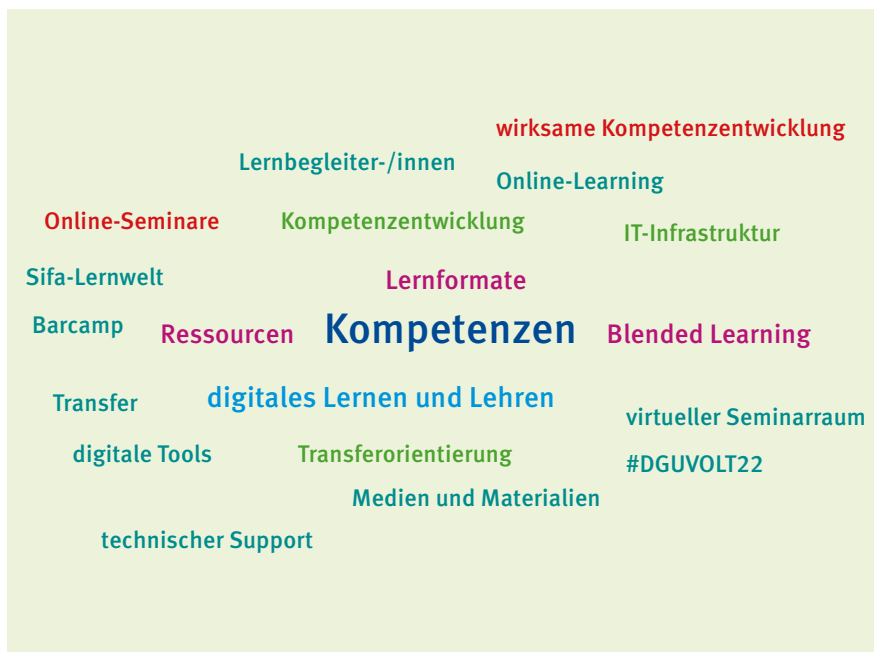 wirksame Kompetenzentwicklung
Lernbegleiter-/innen
Online-Learning
Online-Seminare
Kompetenzentwicklung
IT-Infrastruktur
Sifa-Lernwelt
Lernformate
Barcamp
Ressourcen
Kompetenzen
Blended Learning
Transfer
digitales Lernen und Lehren
virtueller Seminarraum
digitale Tools
Transferorientierung
#DGUVOLT22
Medien und Materialien
technischer Support